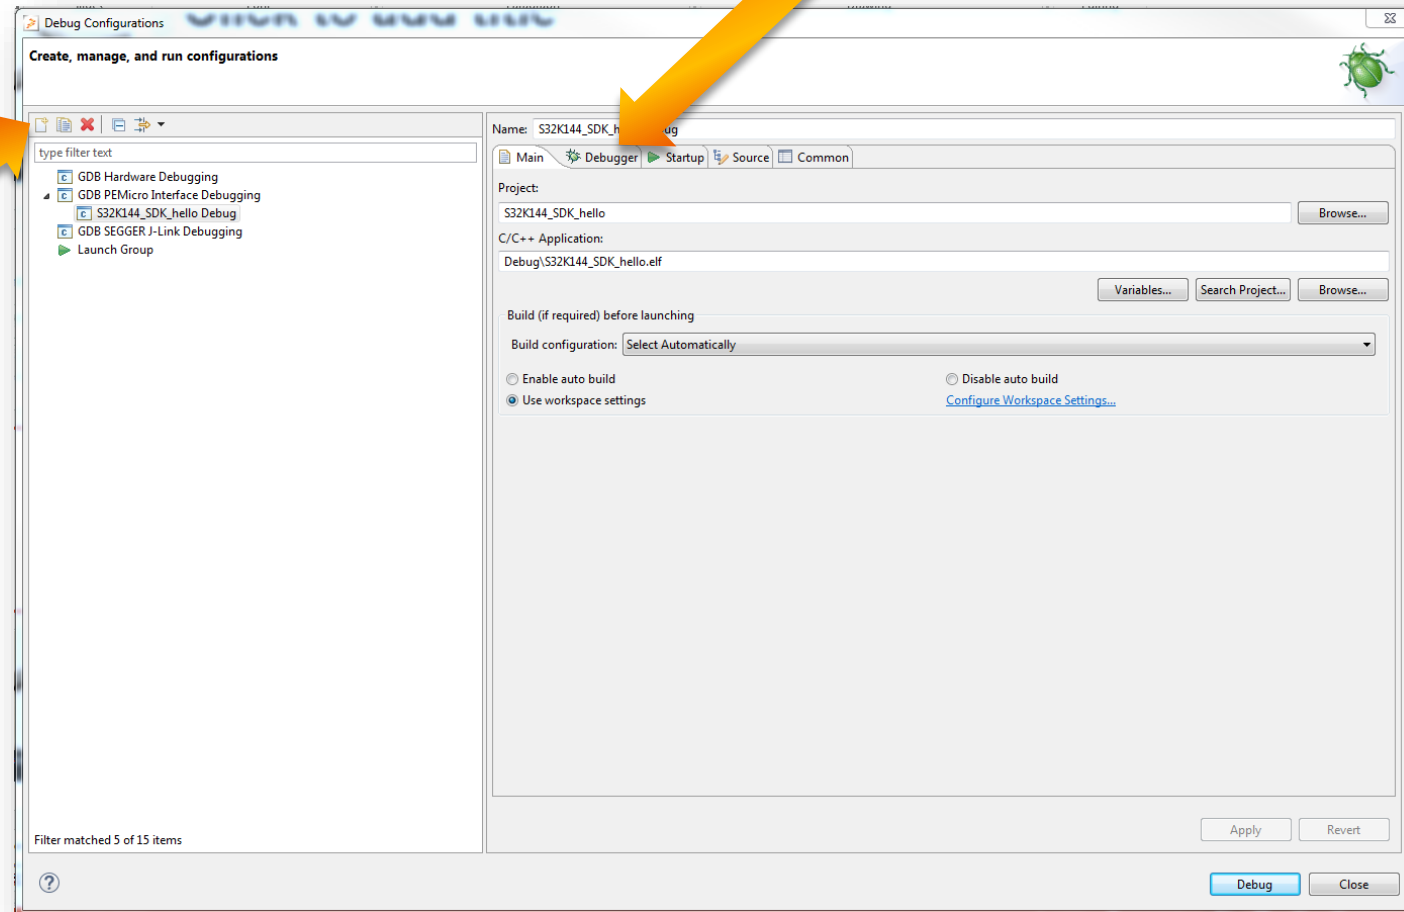 Debug Configurations
Create, manage, and run configurations
type filter text
GDB Hardware Debugging
GDB PEMicro Interface Debugging
S32K144_SDK_hello Debug
GDB SEGGER J-Link Debugging
Launch Group
Filter matched 5 of 15 items
Name: S32K144_SDK_h ug
Main Debugger Startup Source Common
Project:
S32K144_SDK_hello Browse...
C/C++ Application:
Debug\S32K144_SDK_hello.elf
Variables... Search Project... Browse...
Build (if required) before launching
Build configuration: Select Automatically
Enable auto build Disable auto build
Use workspace settings Configure Workspace Settings...
Apply Revert
Debug Close